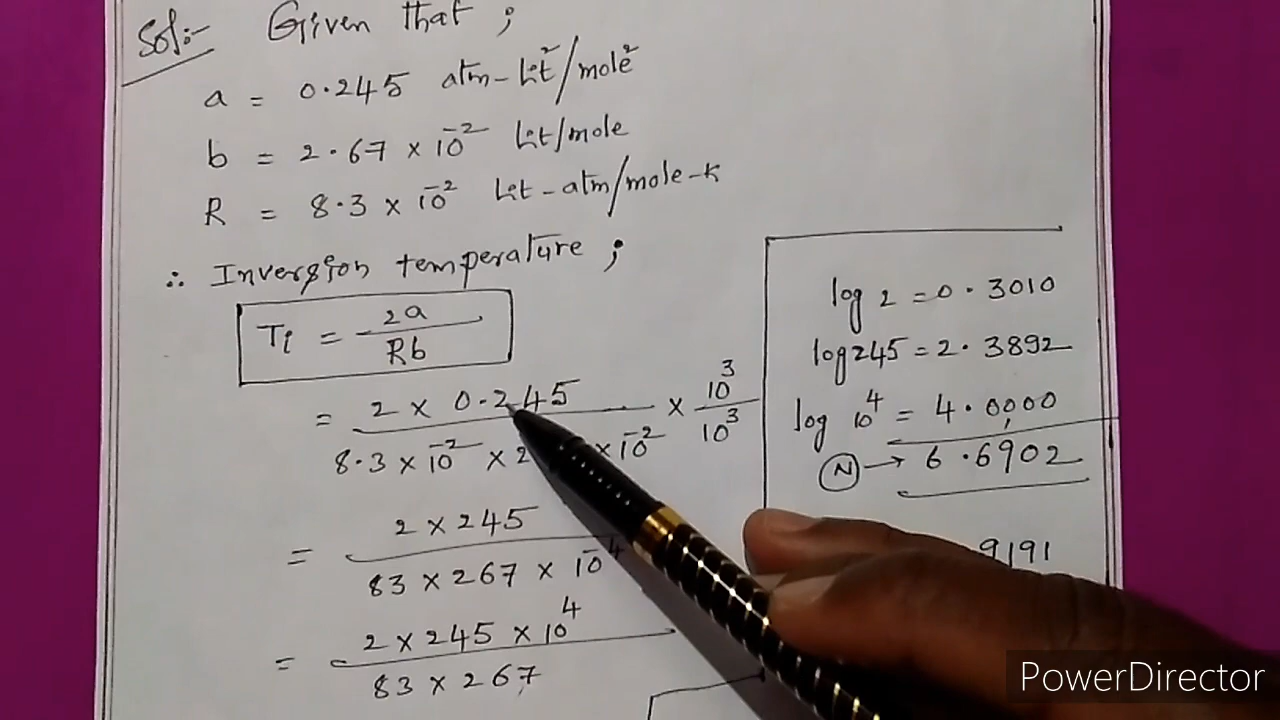 Sol:- Given that ;
a = 0.245 atm-Lit²/mole²
b = 2.67 × 10⁻² Lit/mole
R = 8.3 × 10⁻² Lit-atm/mole-K
∴ Inversion temperature ;
Ti = 2a / Rb
= 2 × 0.245 / 8.3 × 10⁻² × 2 × 10⁻² × 10³ / 10³
= 2 × 245 / 83 × 267 × 10⁻⁴
= 2 × 245 × 10⁴ / 83 × 267
log 2 = 0.3010
log 245 = 2.3892
log 10⁴ = 4.0000
N → 6.6902
9191
PowerDirector